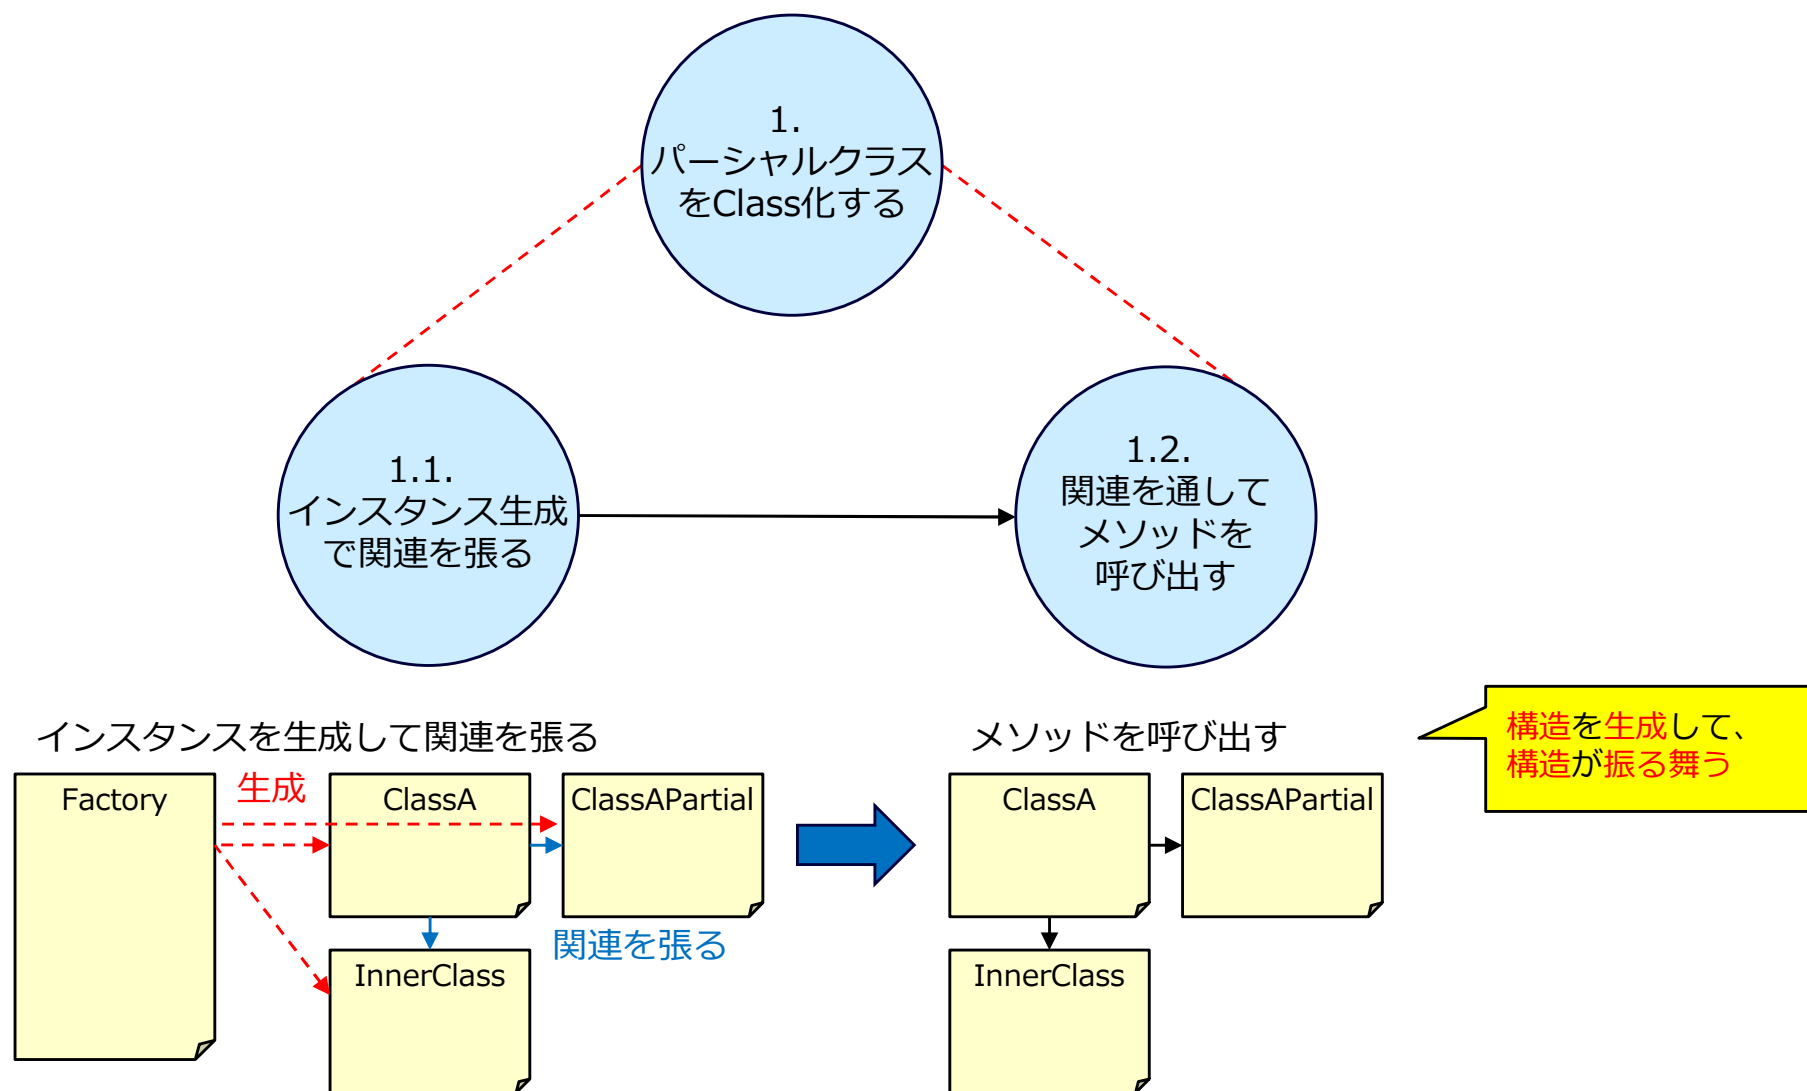 1.
パーシャルクラス
をClass化する
1.1.
インスタンス生成
で関連を張る
1.2.
関連を通して
メソッドを
呼び出す
インスタンスを生成して関連を張る
メソッドを呼び出す
構造を生成して、
構造が振る舞う
Factory
生成
ClassA
ClassAPartial
関連を張る
InnerClass
ClassA
ClassAPartial
InnerClass